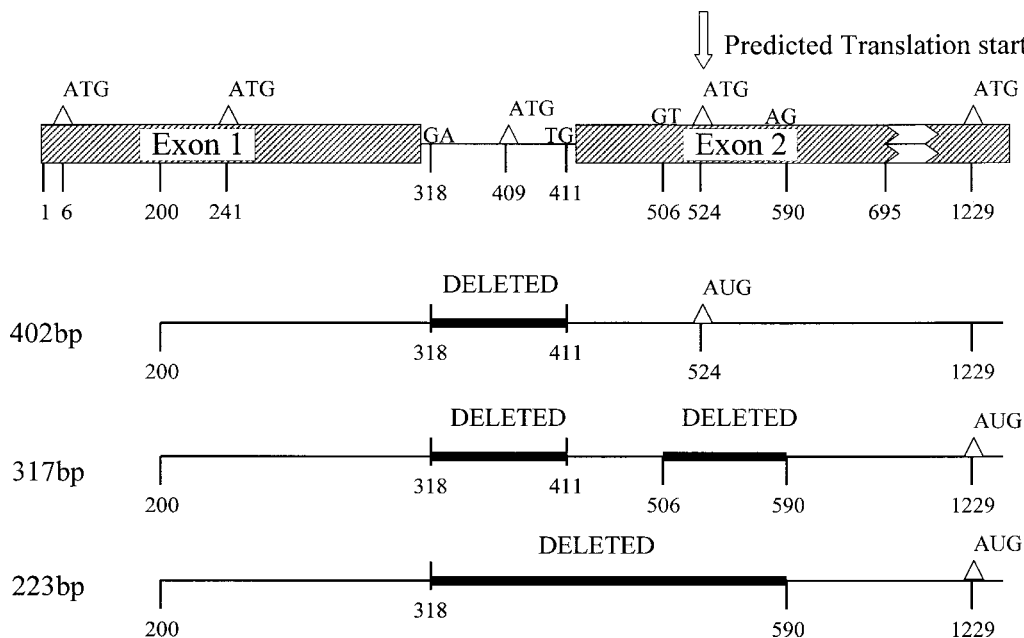 Predicted Translation start
ATG ATG ATG ATG ATG
GA TG GT AG
Exon 1 Exon 2
318 409 411
1 6 200 241 506 524 590 695 1229
DELETED AUG
402bp
318 411
200 524 1229
DELETED DELETED AUG
317bp
318 411
200 506 590 1229
DELETED AUG
223bp
318
200 590 1229